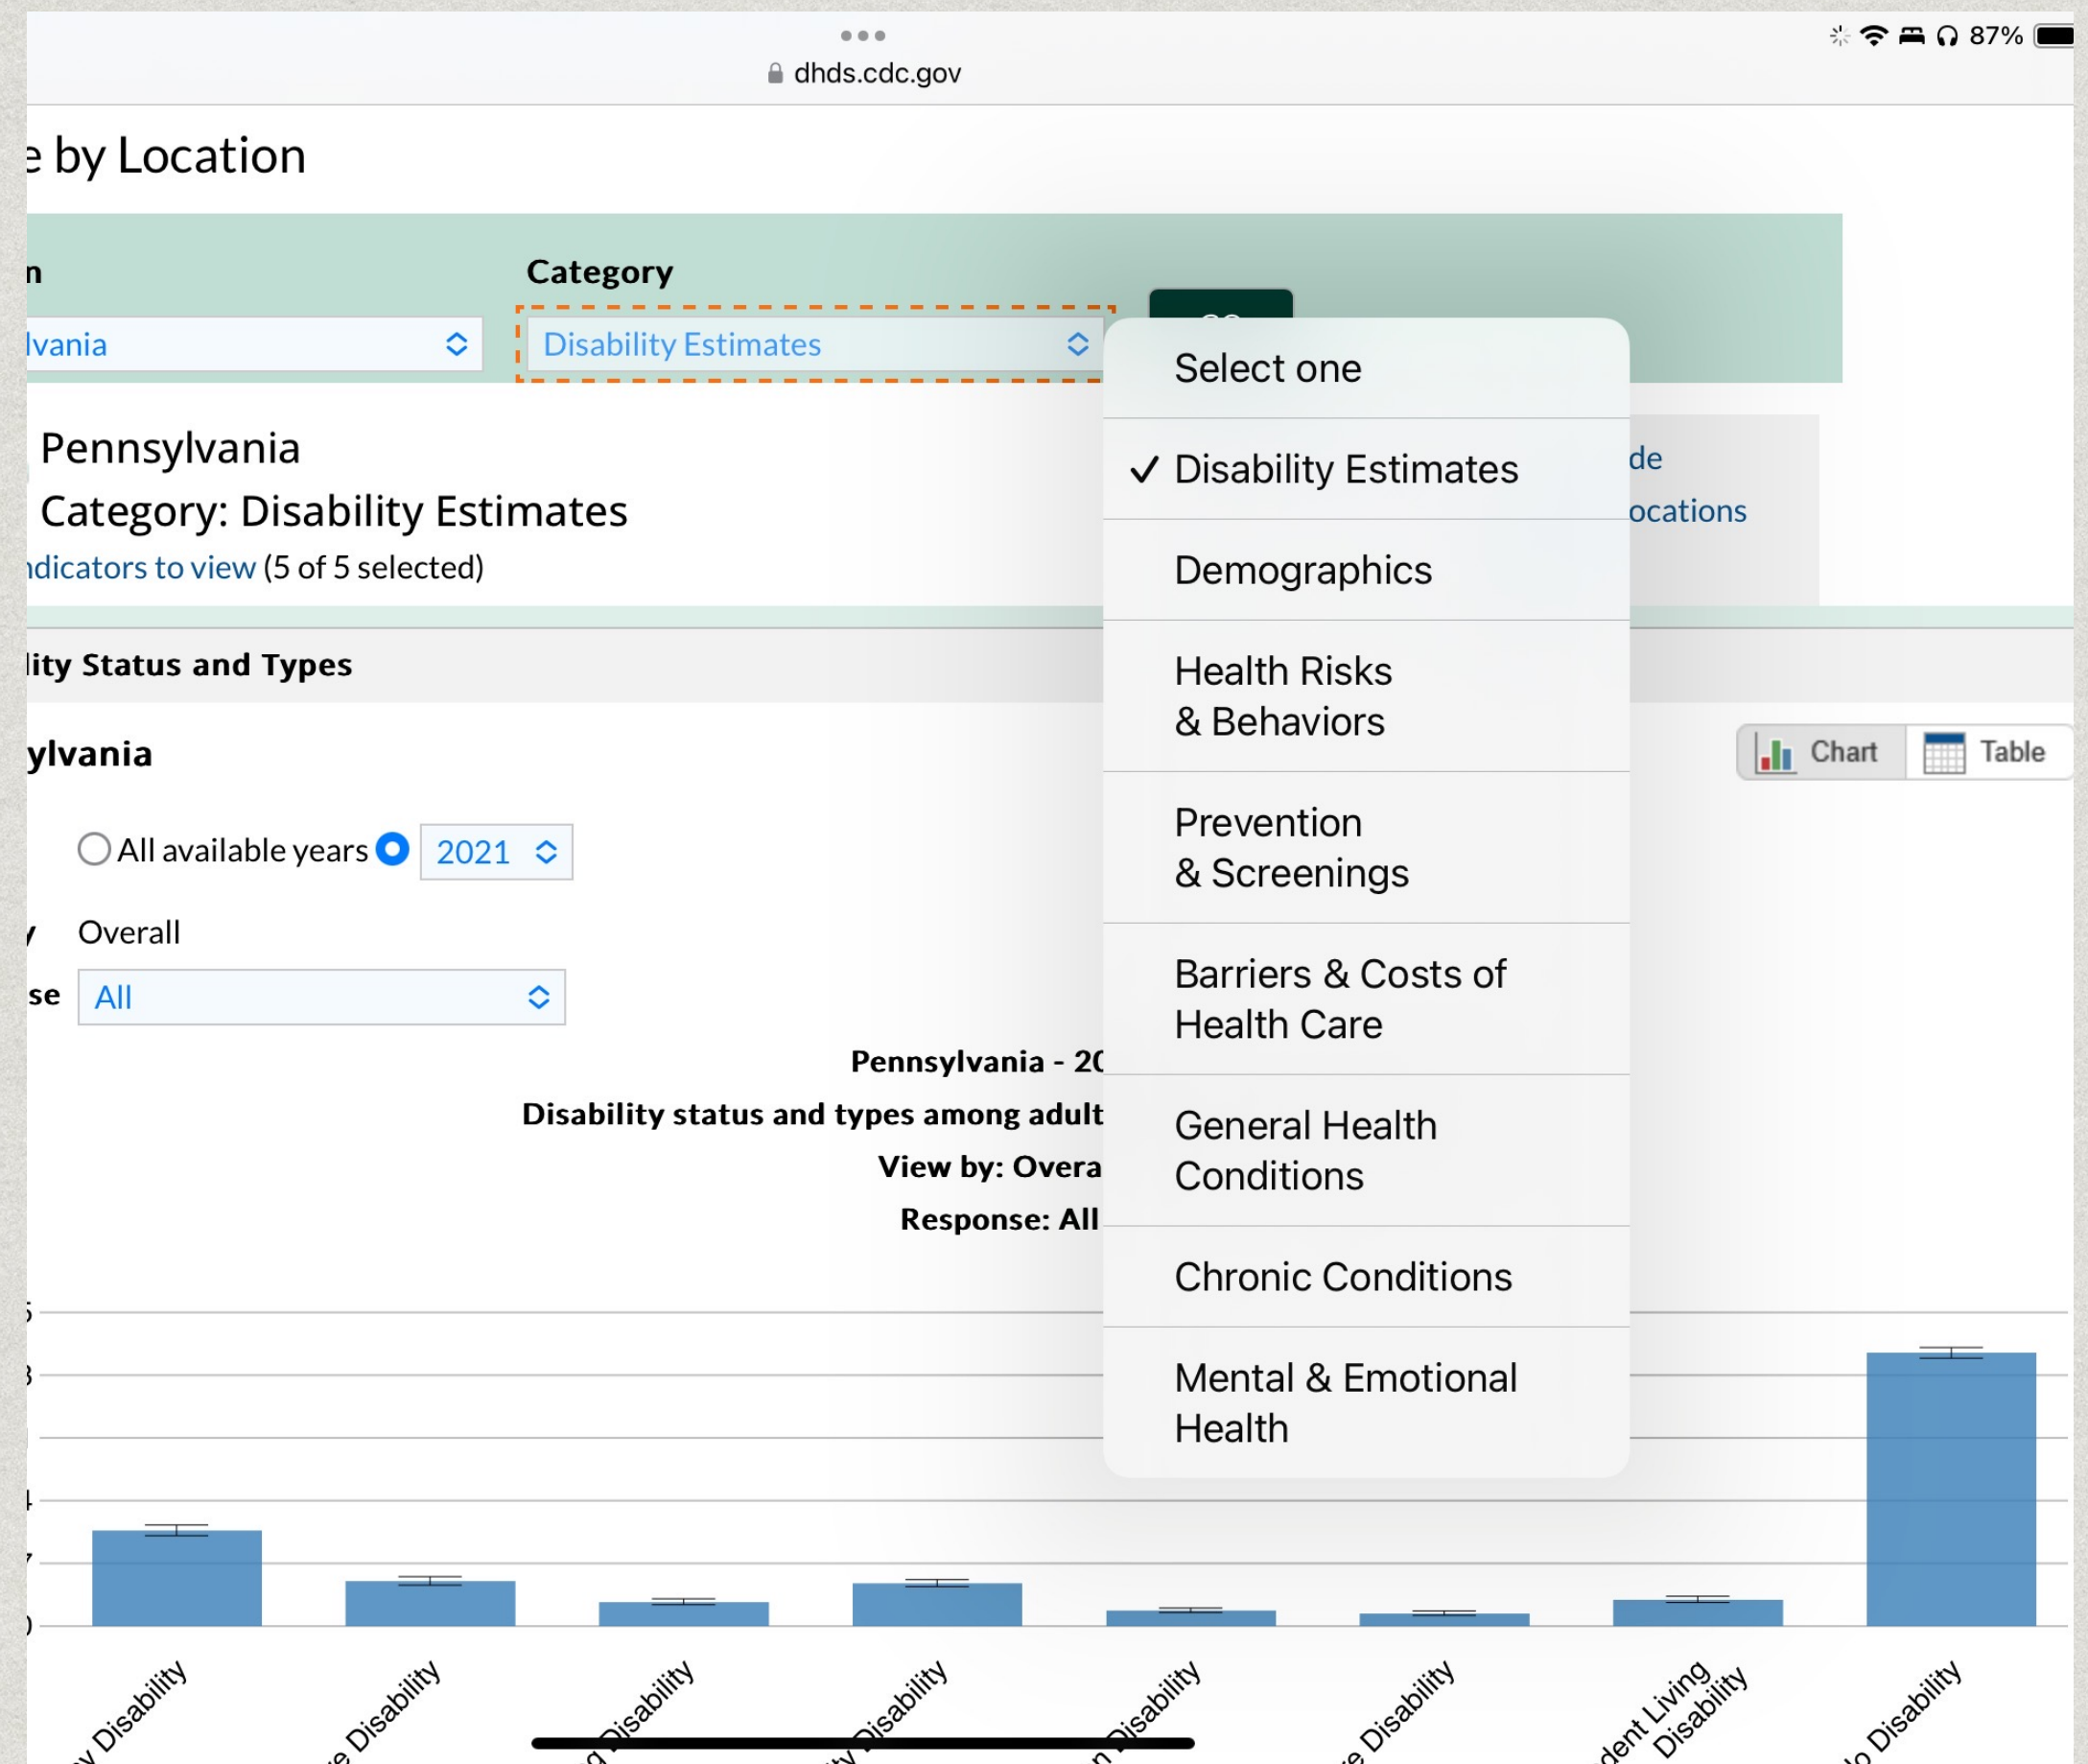 87%
dhds.cdc.gov
e by Location
n
Category
lvania
Disability Estimates
Select one
Disability Estimates
Demographics
Health Risks
& Behaviors
Prevention
& Screenings
Barriers & Costs of
Health Care
General Health
Conditions
Chronic Conditions
Mental & Emotional
Health
Pennsylvania
Category: Disability Estimates
ndicators to view (5 of 5 selected)
de
ocations
lity Status and Types
ylvania
Chart
Table
All available years
2021
Overall
se
All
Pennsylvania - 20
Disability status and types among adult
View by: Overa
Response: All
y Disability
e Disability
g Disability
ty Disability
n Disability
e Disability
dent Living
Disability
o Disability